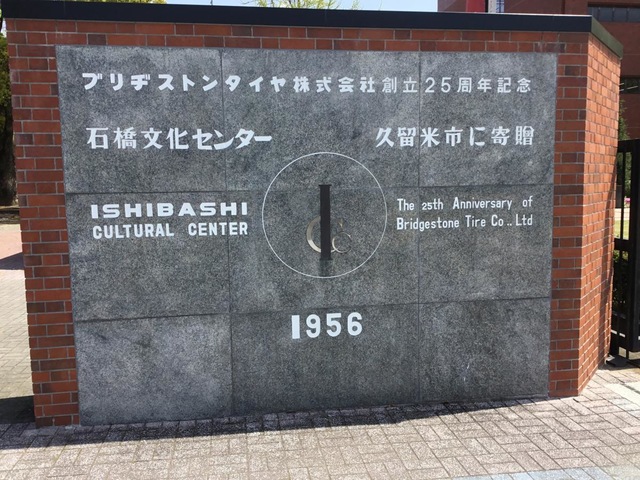 ブリヂストンタイヤ株式会社創立25周年記念
石橋文化センター
久留米市に寄贈
ISHIBASHI
CULTURAL CENTER
The 25th Anniversary of
Bridgestone Tire Co., Ltd
1956